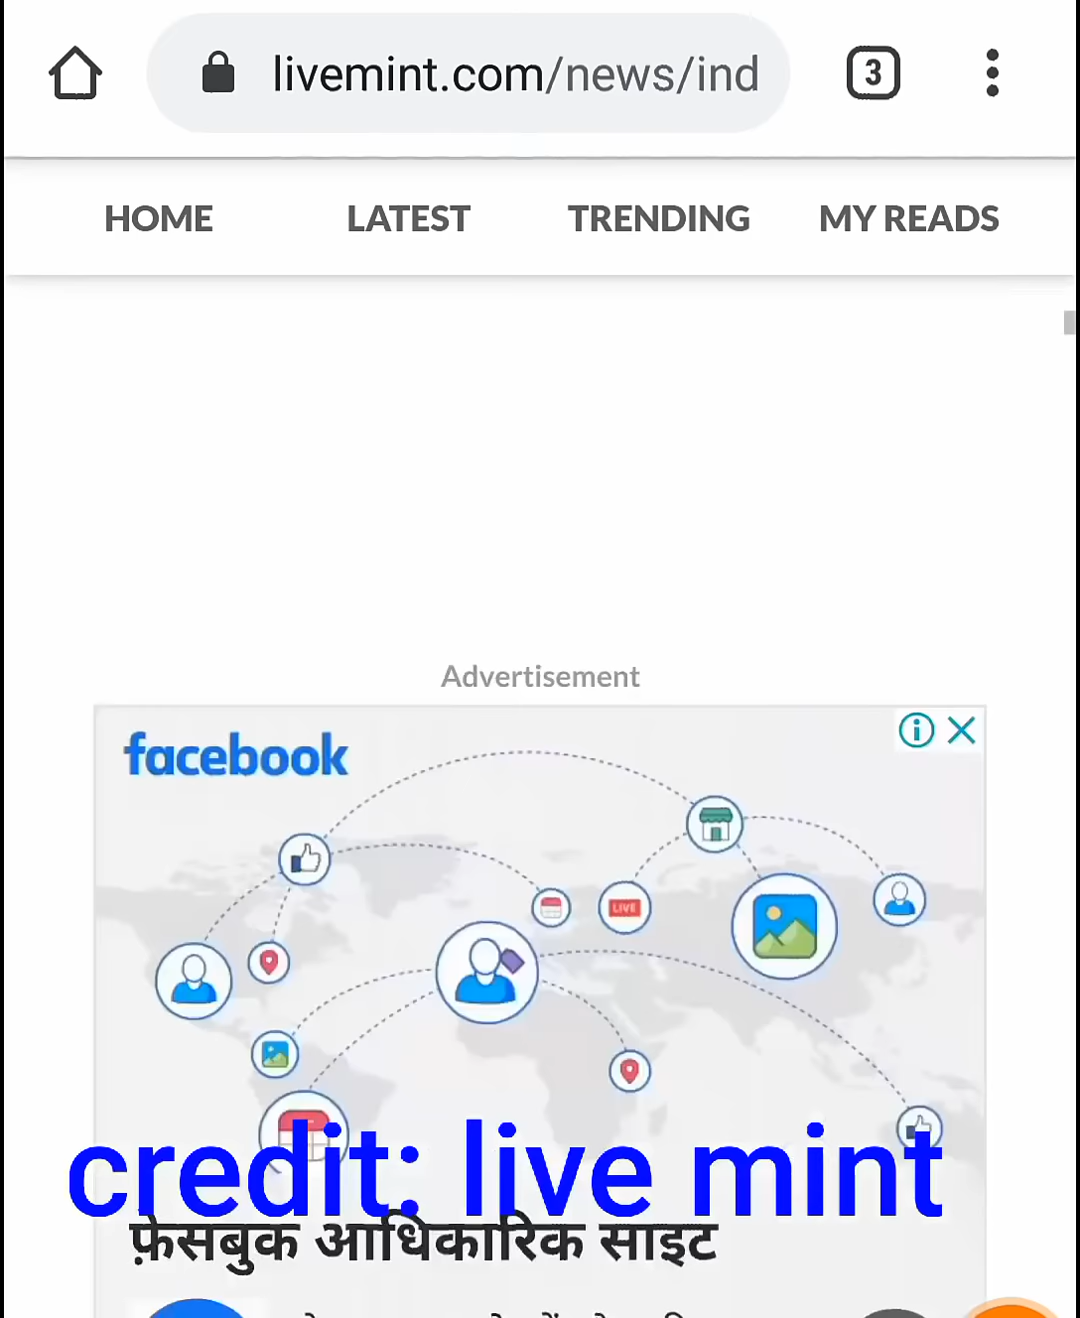 livemint.com/news/ind
3
HOME LATEST TRENDING MY READS
Advertisement
facebook
LIVE
credit: live mint
फ़ेसबुक आधिकारिक साइट